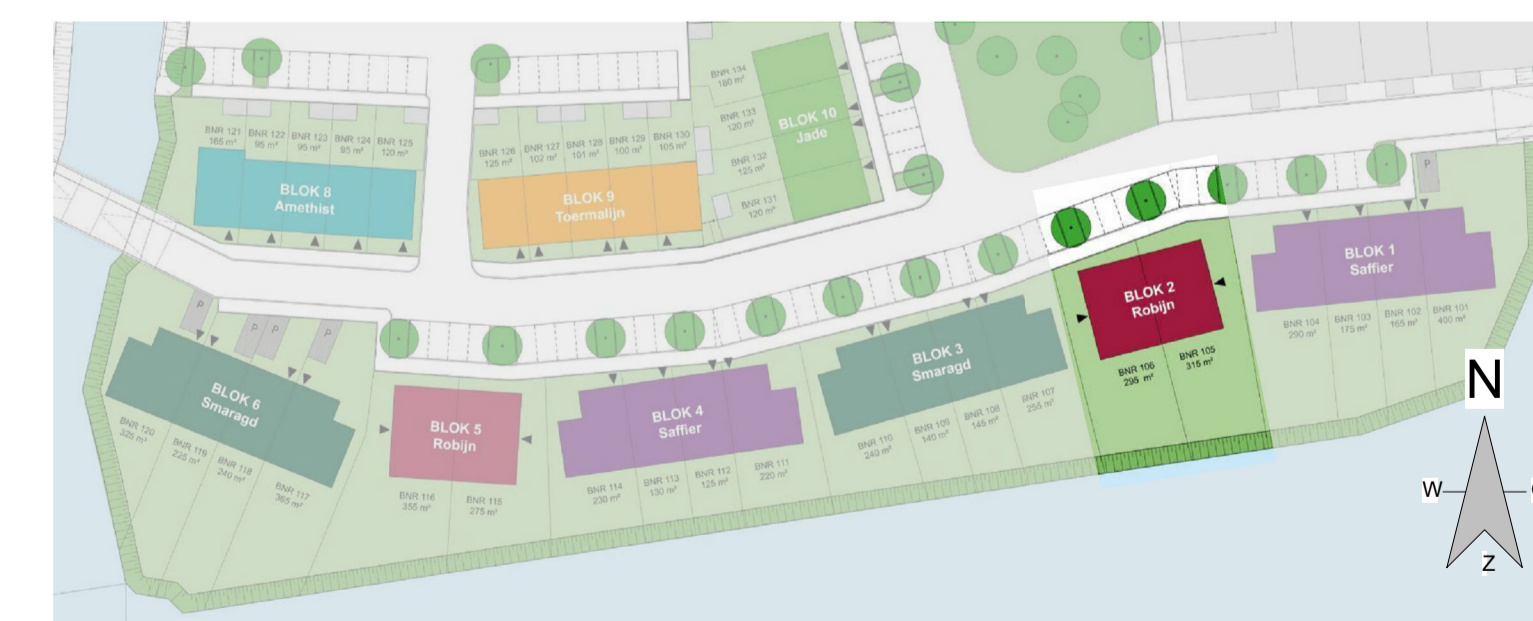 BNR 134
180 m²
BNR 133
120 m²
BNR 132
125 m²
BNR 131
120 m²
BLOK 10
Jade
BNR 121
165 m²
BNR 122
95 m²
BNR 123
95 m²
BNR 124
95 m²
BNR 125
120 m²
BLOK 8
Amethist
BNR 126
125 m²
BNR 127
102 m²
BNR 128
101 m²
BNR 129
100 m²
BNR 130
105 m²
BLOK 9
Toermalijn
P
BLOK 1
Saffier
BNR 104
290 m²
BNR 103
175 m²
BNR 102
165 m²
BNR 101
400 m²
BLOK 2
Robijn
BNR 106
295 m²
BNR 105
315 m²
BLOK 3
Smaragd
BNR 110
240 m²
BNR 109
140 m²
BNR 108
145 m²
BNR 107
255 m²
BLOK 4
Saffier
BNR 114
230 m²
BNR 113
130 m²
BNR 112
125 m²
BNR 111
220 m²
BLOK 5
Robijn
BNR 116
355 m²
BNR 115
275 m²
P
P
P
P
BLOK 6
Smaragd
BNR 120
325 m²
BNR 119
225 m²
BNR 118
240 m²
BNR 117
365 m²
N
W
Z